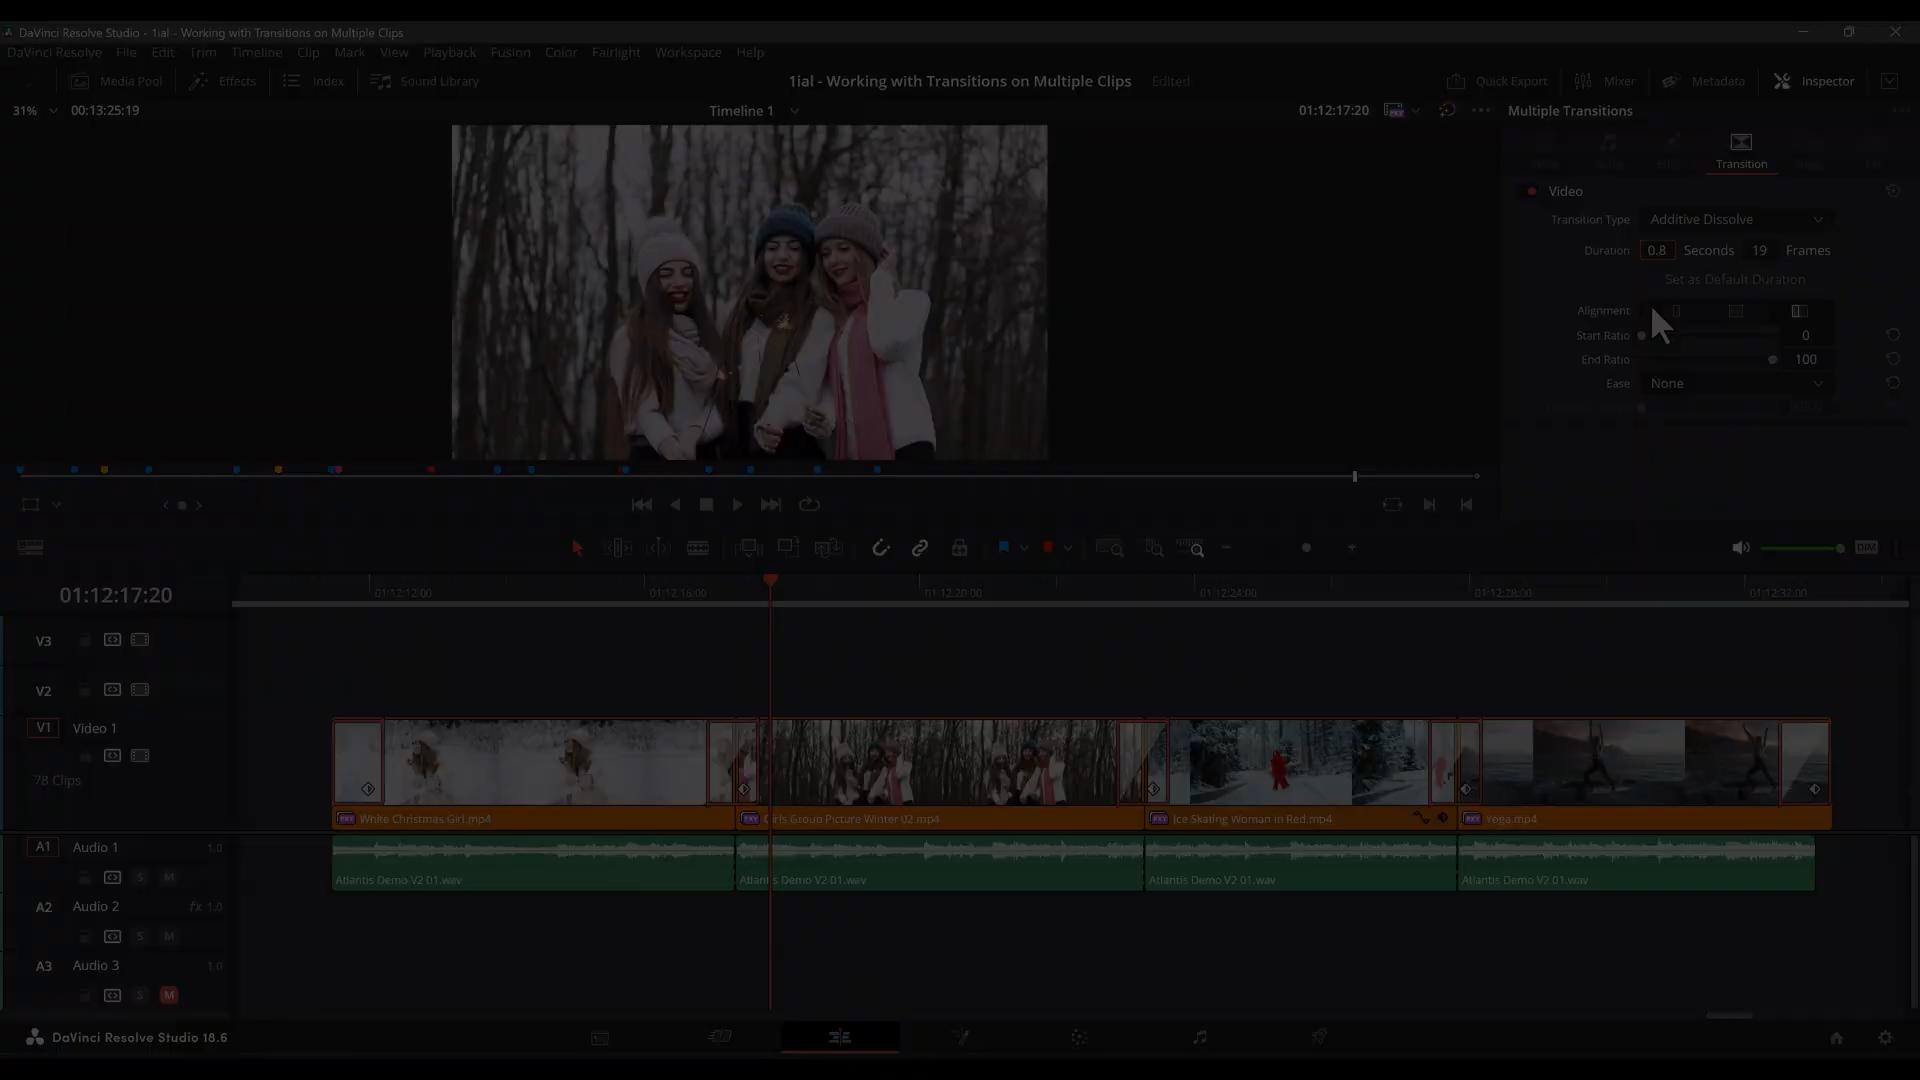 DaVinci Resolve Studio - 1ial - Working with Transitions on Multiple Clips
DaVinci Resolve File Edit Trim Timeline Clip Mark View Playback Fusion Color Fairlight Workspace Help
Media Pool Effects Index Sound Library 1ial - Working with Transitions on Multiple Clips Edited Quick Export Mixer Metadata Inspector
31% 00:13:25:19 Timeline 1 01:12:17:20 Multiple Transitions
Transition
Video
Transition Type Additive Dissolve
Duration 0.8 Seconds 19 Frames
Set as Default Duration
Alignment
Start Ratio 0
End Ratio 100
Ease None
DIM
01:12:17:20 01:12:12:00 01:12:16:00 01:12:20:00 01:12:24:00 01:12:28:00 01:12:32:00
V3
V2
V1 Video 1
78 Clips
White Christmas Girl.mp4 Girls Group Picture Winter 02.mp4 Ice Skating Woman in Red.mp4 Yoga.mp4
A1 Audio 1 1.0
S M
Atlantis Demo V2 01.wav Atlantis Demo V2 01.wav Atlantis Demo V2 01.wav Atlantis Demo V2 01.wav
A2 Audio 2 fx 1.0
S M
A3 Audio 3 1.0
S M
DaVinci Resolve Studio 18.6